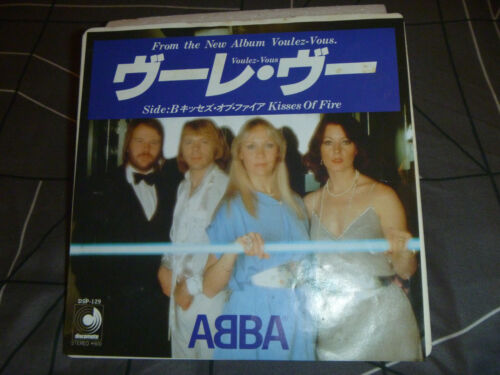 From the New Album Voulez-Vous.
Voulez-Vous
ヴーレ・ヴー
Side:B キッセズ・オブ・ファイア Kisses Of Fire
DSP-129
discomate
STEREO ¥600
ABBA